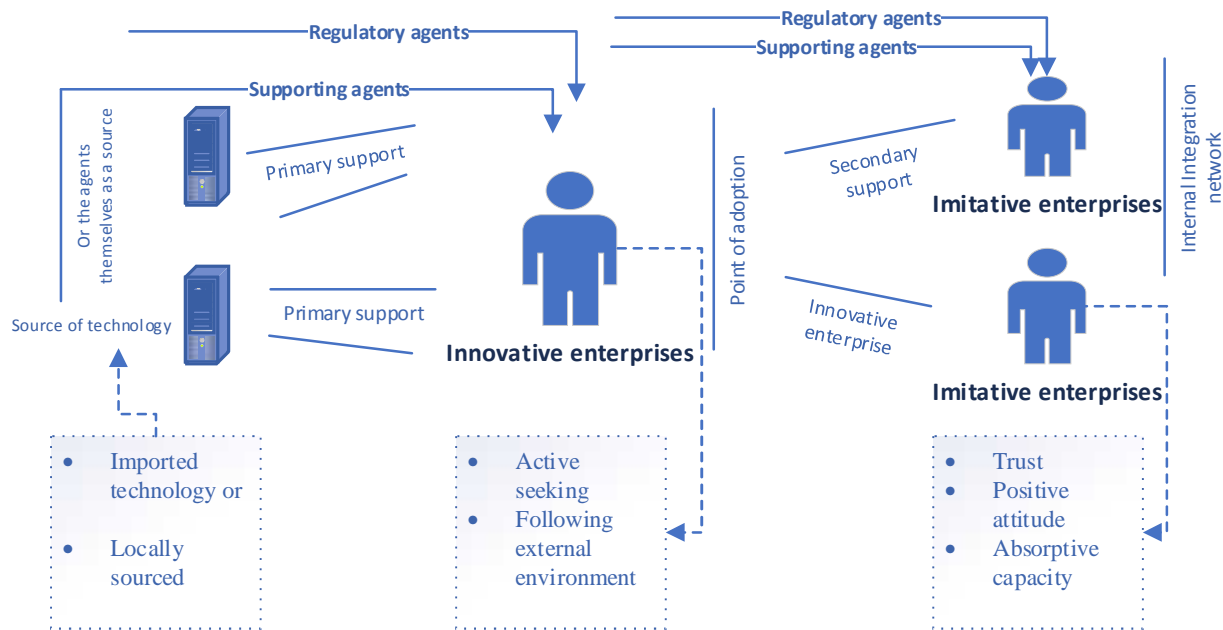 Regulatory agents
Supporting agents
Regulatory agents
Supporting agents
Or the agents
themselves as a source
Primary support
Primary support
Source of technology
Innovative enterprises
Point of adoption
Secondary
support
Innovative
enterprise
Imitative enterprises
Imitative enterprises
Internal Integration
network
• Imported
technology or
• Locally
sourced
• Active
seeking
• Following
external
environment
• Trust
• Positive
attitude
• Absorptive
capacity